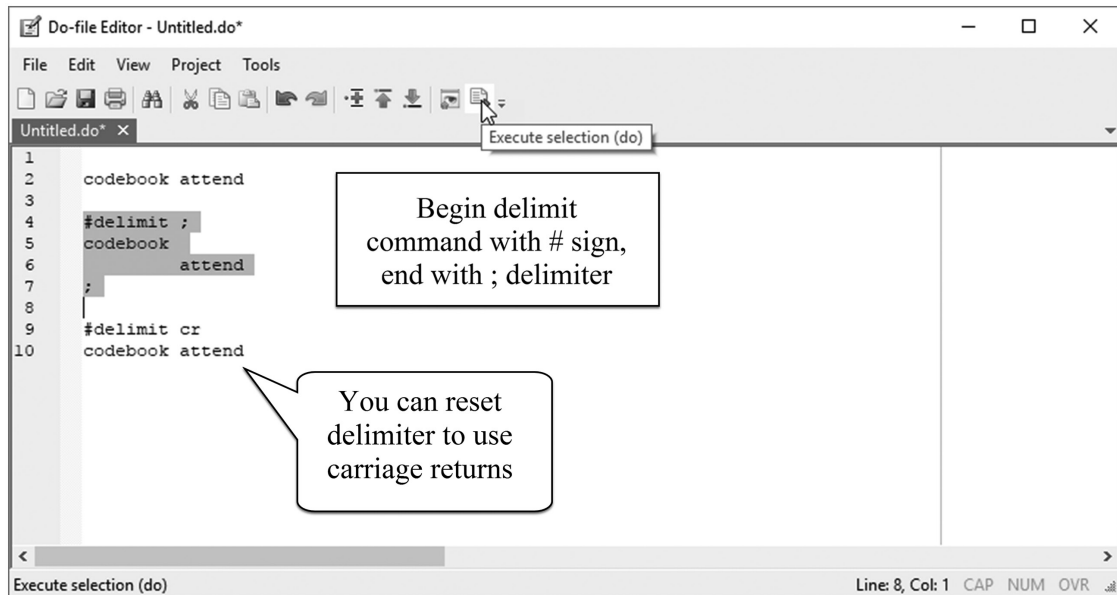 Do-file Editor - Untitled.do*
File Edit View Project Tools
Untitled.do* ×
Execute selection (do)
1
2 codebook attend
3
4 #delimit ;
5 codebook
6 attend
7 ;
8
9 #delimit cr
10 codebook attend
Begin delimit
command with # sign,
end with ; delimiter
You can reset
delimiter to use
carriage returns
Execute selection (do)
Line: 8, Col: 1 CAP NUM OVR